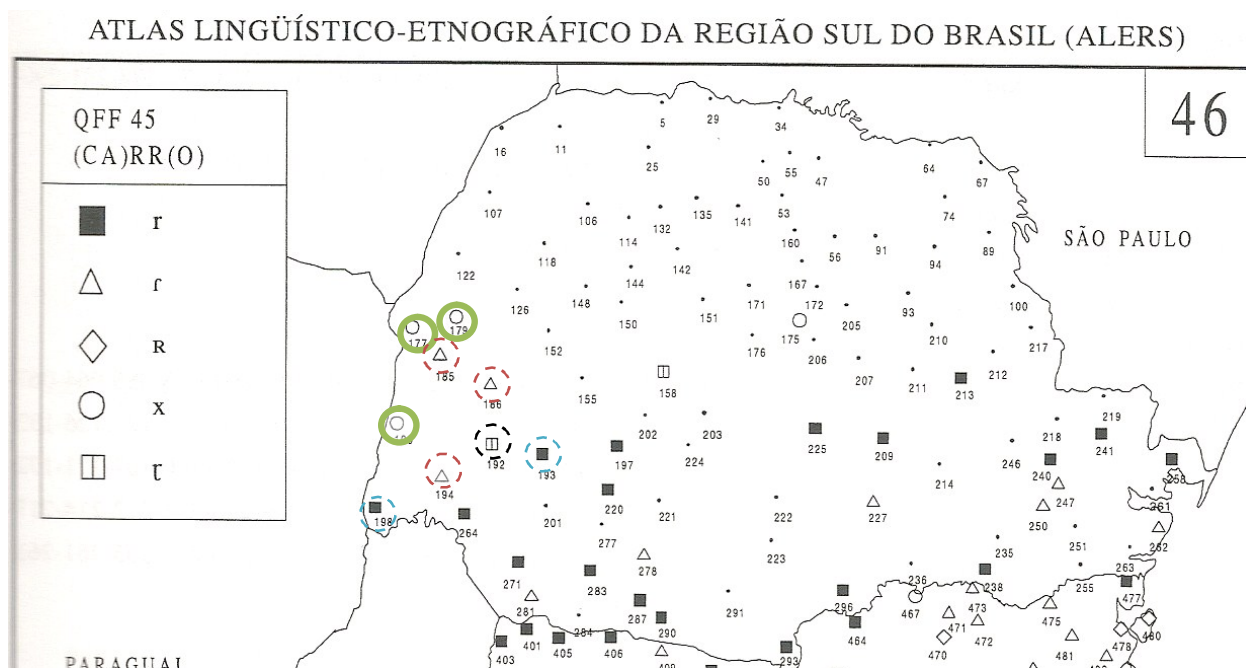 ATLAS LINGÜÍSTICO-ETNOGRÁFICO DA REGIÃO SUL DO BRASIL (ALERS)
QFF 45
(CA)RR(O)
46
r
ɾ
R
x
ɽ
SÃO PAULO
5 29 34
16 11 25 50 55 47 64 67
107 106 114 132 135 141 53 74
160 56 91 94 89
122 118 144 142 167
126 148 150 151 171 172 205 93 100
177 179 152 175 176 206 210 217
185 186 155 158 207 211 213 212
202 203 219
192 193 197 224 225 209 246 218 241
194 214 240 247 258
198 264 201 220 221 222 227 250 261
277 223 235 251 262
271 278 236 238 255 263
281 283 287 291 296 467 473 475 477
284 290 464 471 472 480
403 401 405 406 293 470 481 478
PARAGUAI